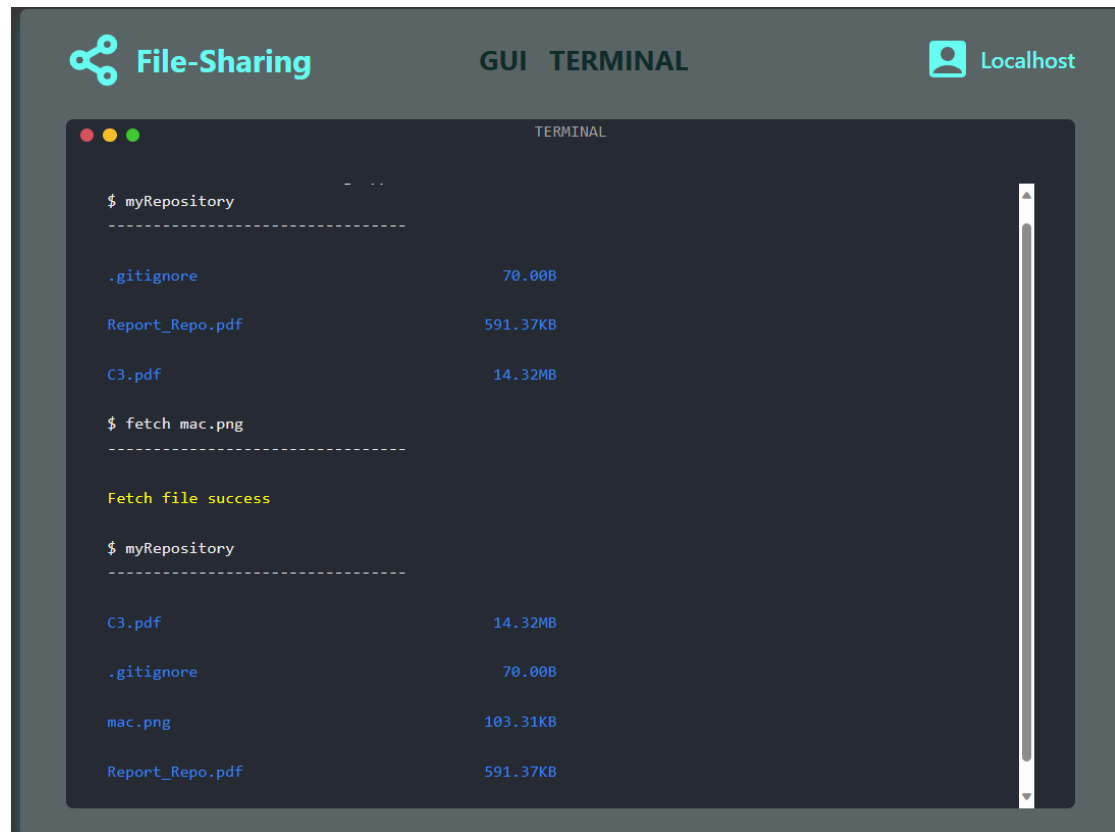 File-Sharing
GUI TERMINAL
Localhost
TERMINAL
$ myRepository
---------------------------------
.gitignore 70.00B
Report_Repo.pdf 591.37KB
C3.pdf 14.32MB
$ fetch mac.png
---------------------------------
Fetch file success
$ myRepository
---------------------------------
C3.pdf 14.32MB
.gitignore 70.00B
mac.png 103.31KB
Report_Repo.pdf 591.37KB